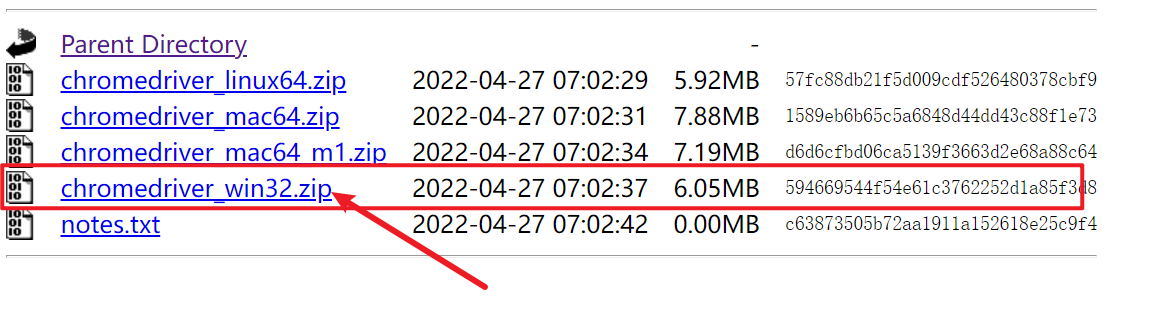 Parent Directory -
chromedriver_linux64.zip 2022-04-27 07:02:29 5.92MB 57fc88db21f5d009cdf526480378cbf9
chromedriver_mac64.zip 2022-04-27 07:02:31 7.88MB 1589eb6b65c5a6848d44dd43c88f1e73
chromedriver_mac64_m1.zip 2022-04-27 07:02:34 7.19MB d6d6cfbd06ca5139f3663d2e68a88c64
chromedriver_win32.zip 2022-04-27 07:02:37 6.05MB 594669544f54e61c3762252d1a85f3d8
notes.txt 2022-04-27 07:02:42 0.00MB c63873505b72aa1911a152618e25c9f4